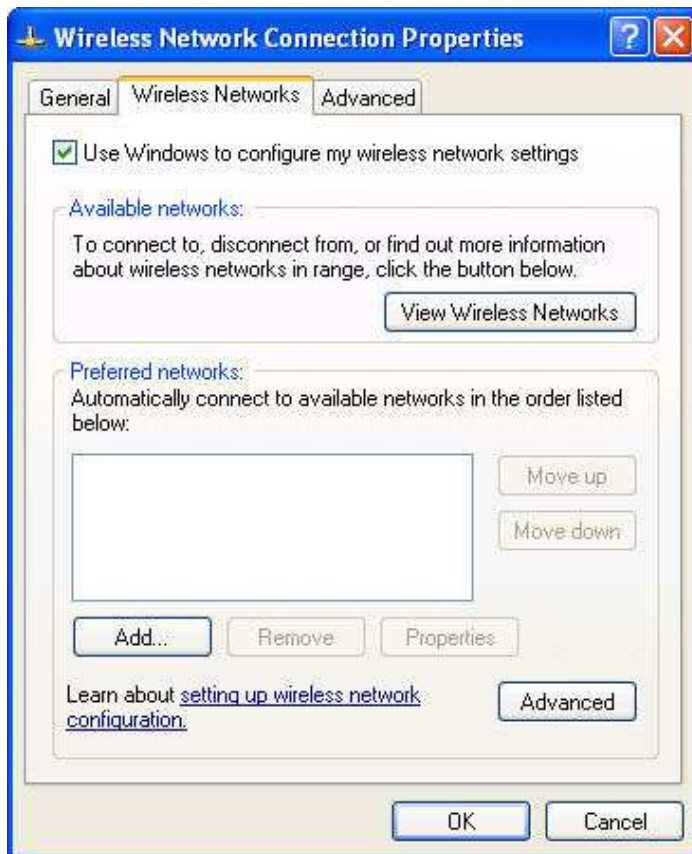 Wireless Network Connection Properties
General
Wireless Networks
Advanced
Use Windows to configure my wireless network settings
Available networks:
To connect to, disconnect from, or find out more information
about wireless networks in range, click the button below.
View Wireless Networks
Preferred networks:
Automatically connect to available networks in the order listed
below:
Move up
Move down
Add...
Remove
Properties
Learn about setting up wireless network
configuration.
Advanced
OK
Cancel